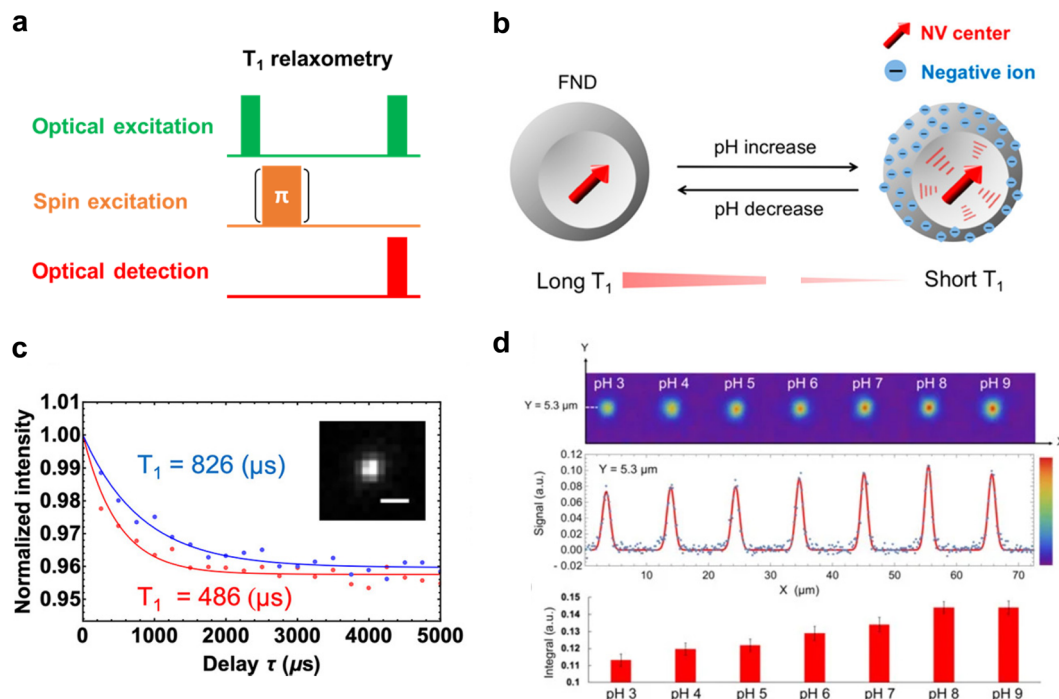 a
T₁ relaxometry
Optical excitation
Spin excitation
π
Optical detection
b
NV center
Negative ion
FND
pH increase
pH decrease
Long T₁
Short T₁
c
1.01
1.00
0.99
0.98
0.97
0.96
0.95
Normalized intensity
T₁ = 826 (µs)
T₁ = 486 (µs)
0 1000 2000 3000 4000 5000
Delay τ (µs)
d
Y
pH 3 pH 4 pH 5 pH 6 pH 7 pH 8 pH 9
Y = 5.3 µm
0.12
0.10
0.08
0.06
0.04
0.02
0.00
- 0.02
Signal (a.u.)
Y = 5.3 µm
10 20 30 40 50 60 70
X (µm)
0.15
0.14
0.13
0.12
0.11
0.1
Integral (a.u.)
pH 3 pH 4 pH 5 pH 6 pH 7 pH 8 pH 9